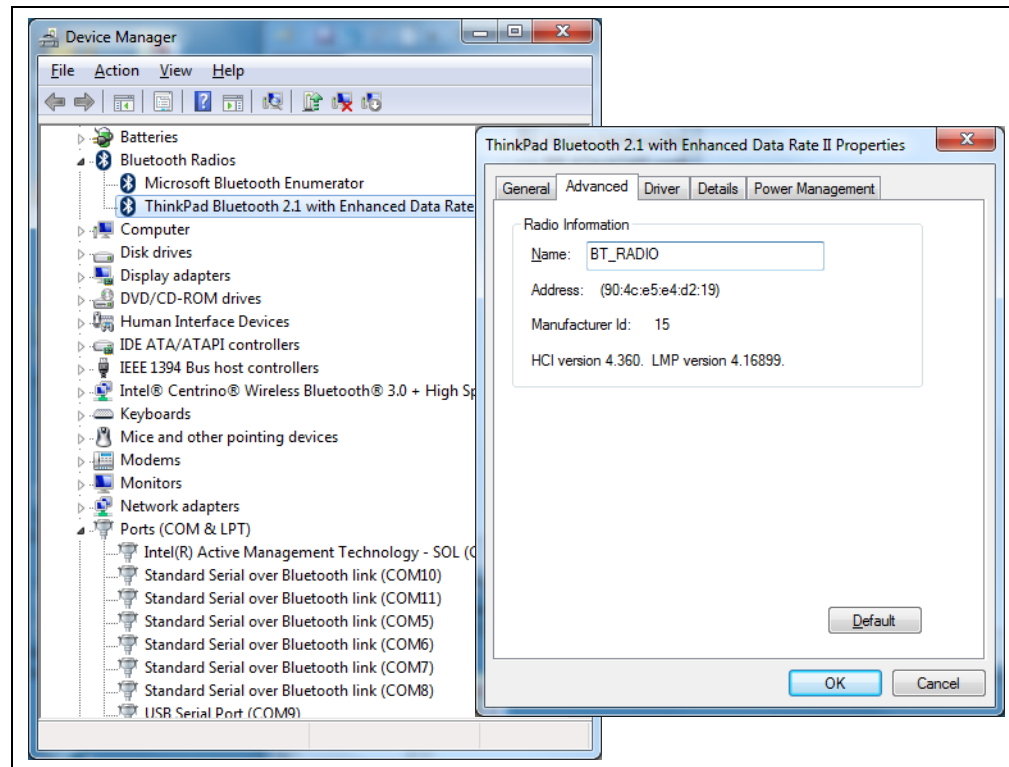 Device Manager
File Action View Help
Batteries
Bluetooth Radios
Microsoft Bluetooth Enumerator
ThinkPad Bluetooth 2.1 with Enhanced Data Rate
Computer
Disk drives
Display adapters
DVD/CD-ROM drives
Human Interface Devices
IDE ATA/ATAPI controllers
IEEE 1394 Bus host controllers
Intel® Centrino® Wireless Bluetooth® 3.0 + High Sp
Keyboards
Mice and other pointing devices
Modems
Monitors
Network adapters
Ports (COM & LPT)
Intel(R) Active Management Technology - SOL (C
Standard Serial over Bluetooth link (COM10)
Standard Serial over Bluetooth link (COM11)
Standard Serial over Bluetooth link (COM5)
Standard Serial over Bluetooth link (COM6)
Standard Serial over Bluetooth link (COM7)
Standard Serial over Bluetooth link (COM8)
USB Serial Port (COM9)
ThinkPad Bluetooth 2.1 with Enhanced Data Rate II Properties
General Advanced Driver Details Power Management
Radio Information
Name: BT_RADIO
Address: (90:4c:e5:e4:d2:19)
Manufacturer Id: 15
HCI version 4.360. LMP version 4.16899.
Default
OK Cancel